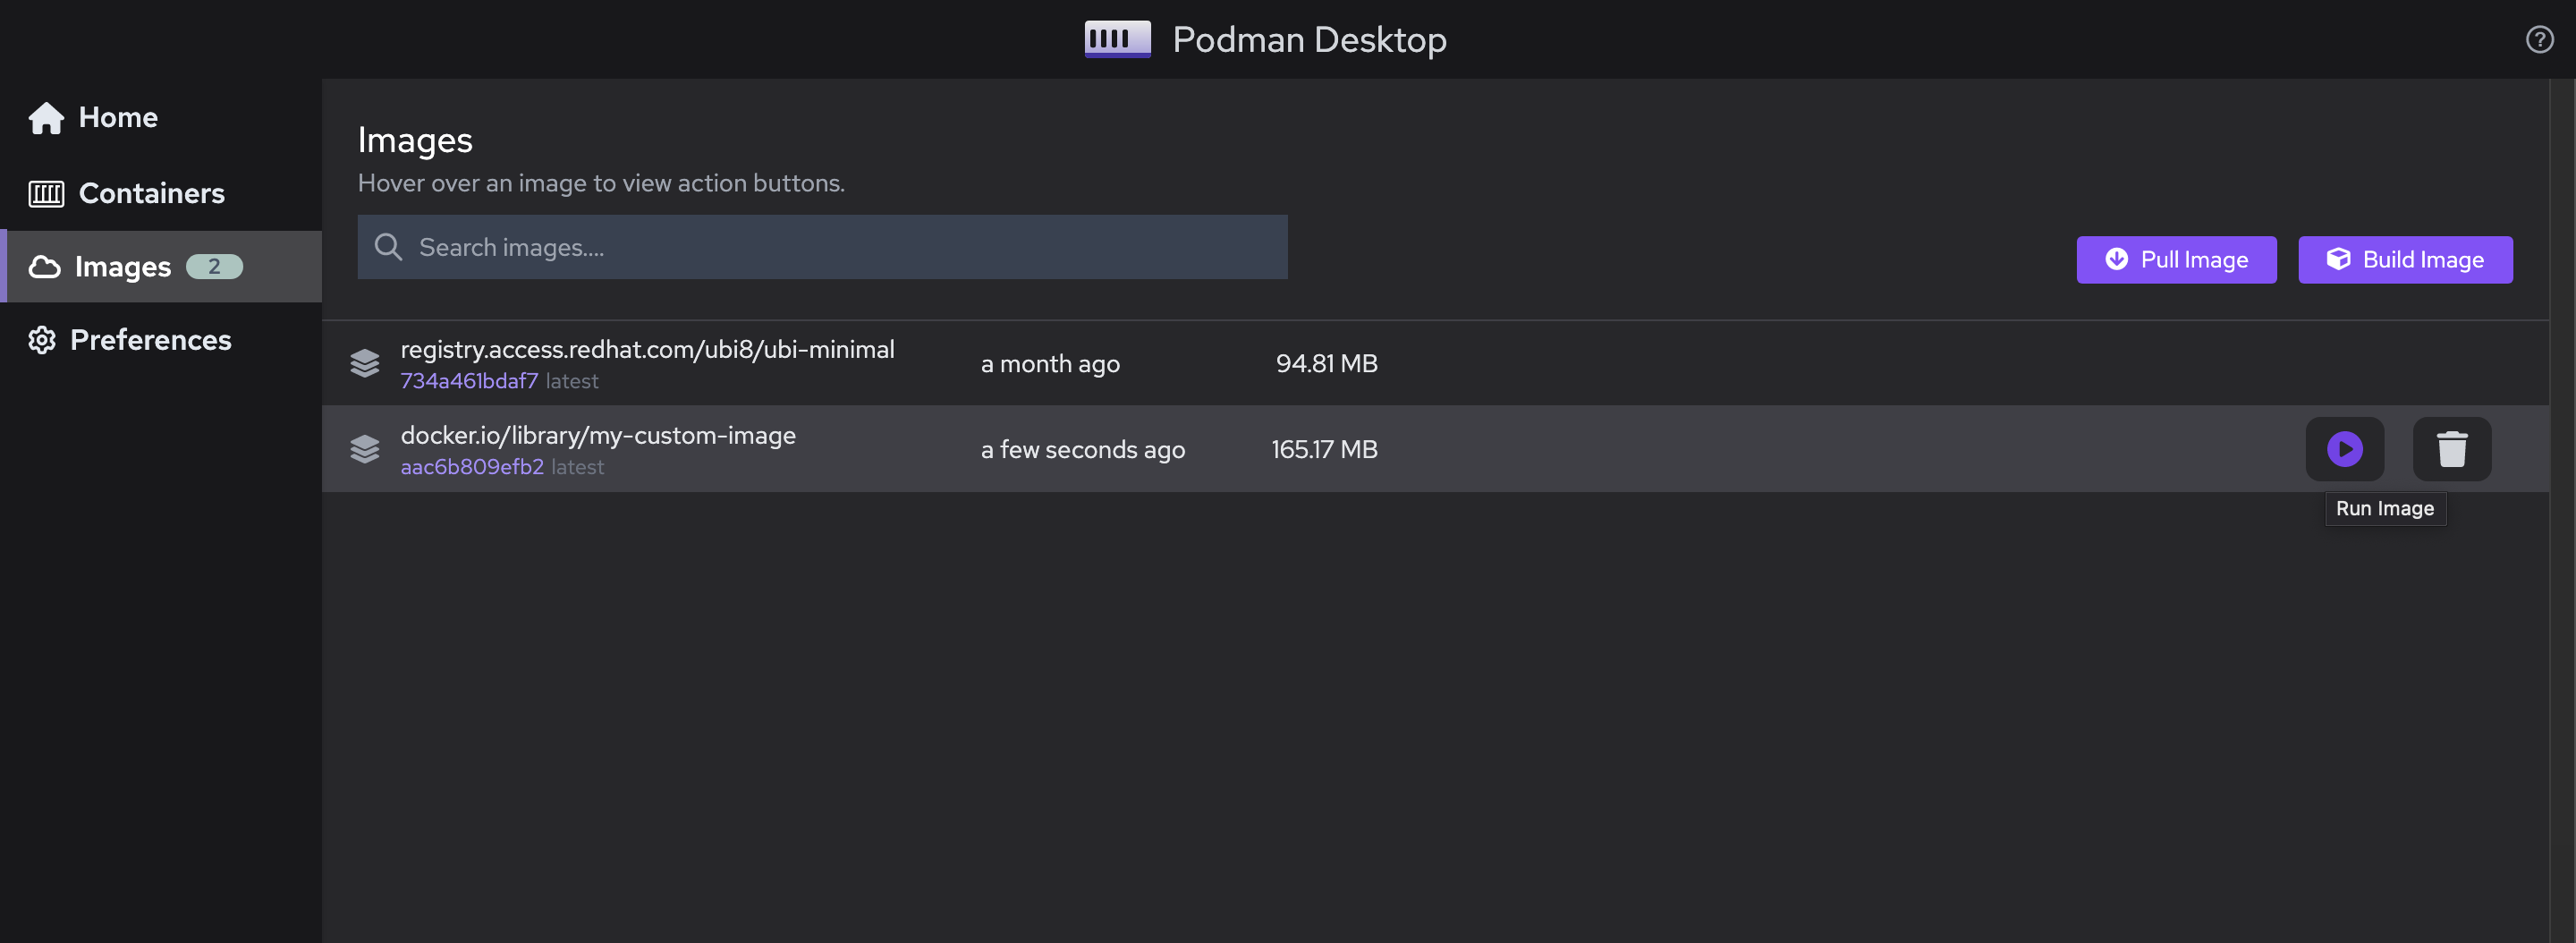 Podman Desktop
Home
Containers
Images 2
Preferences
Images
Hover over an image to view action buttons.
Search images....
Pull Image
Build Image
registry.access.redhat.com/ubi8/ubi-minimal
734a461bdaf7 latest
a month ago
94.81 MB
docker.io/library/my-custom-image
aac6b809efb2 latest
a few seconds ago
165.17 MB
Run Image